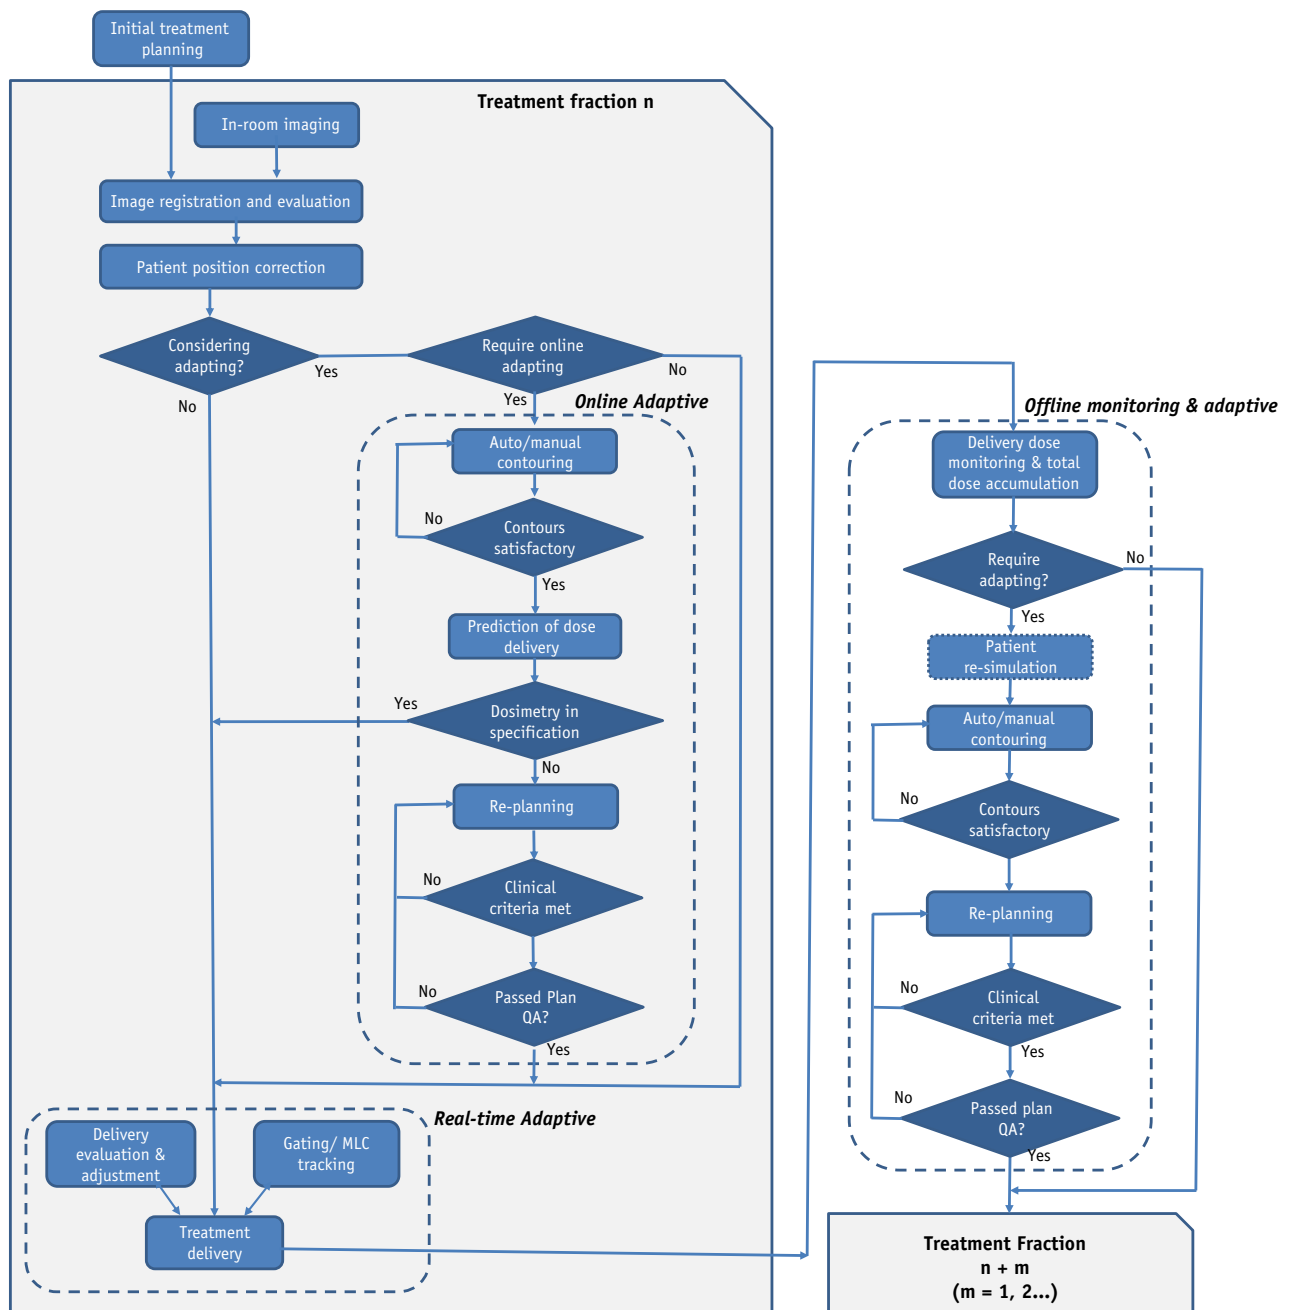 Initial treatment
planning
Treatment fraction n
In-room imaging
Image registration and evaluation
Patient position correction
Considering
adapting?
Yes
No
Require online
adapting
No
Yes
Online Adaptive
Auto/manual
contouring
No
Contours
satisfactory
Yes
Prediction of dose
delivery
Yes
Dosimetry in
specification
No
Re-planning
No
Clinical
criteria met
No
Passed Plan
QA?
Yes
Real-time Adaptive
Delivery
evaluation &
adjustment
Gating/ MLC
tracking
Treatment
delivery
Offline monitoring & adaptive
Delivery dose
monitoring & total
dose accumulation
Require
adapting?
No
Yes
Patient
re-simulation
Auto/manual
contouring
No
Contours
satisfactory
Re-planning
No
Clinical
criteria met
Yes
No
Passed plan
QA?
Yes
Treatment Fraction
n + m
(m = 1, 2...)